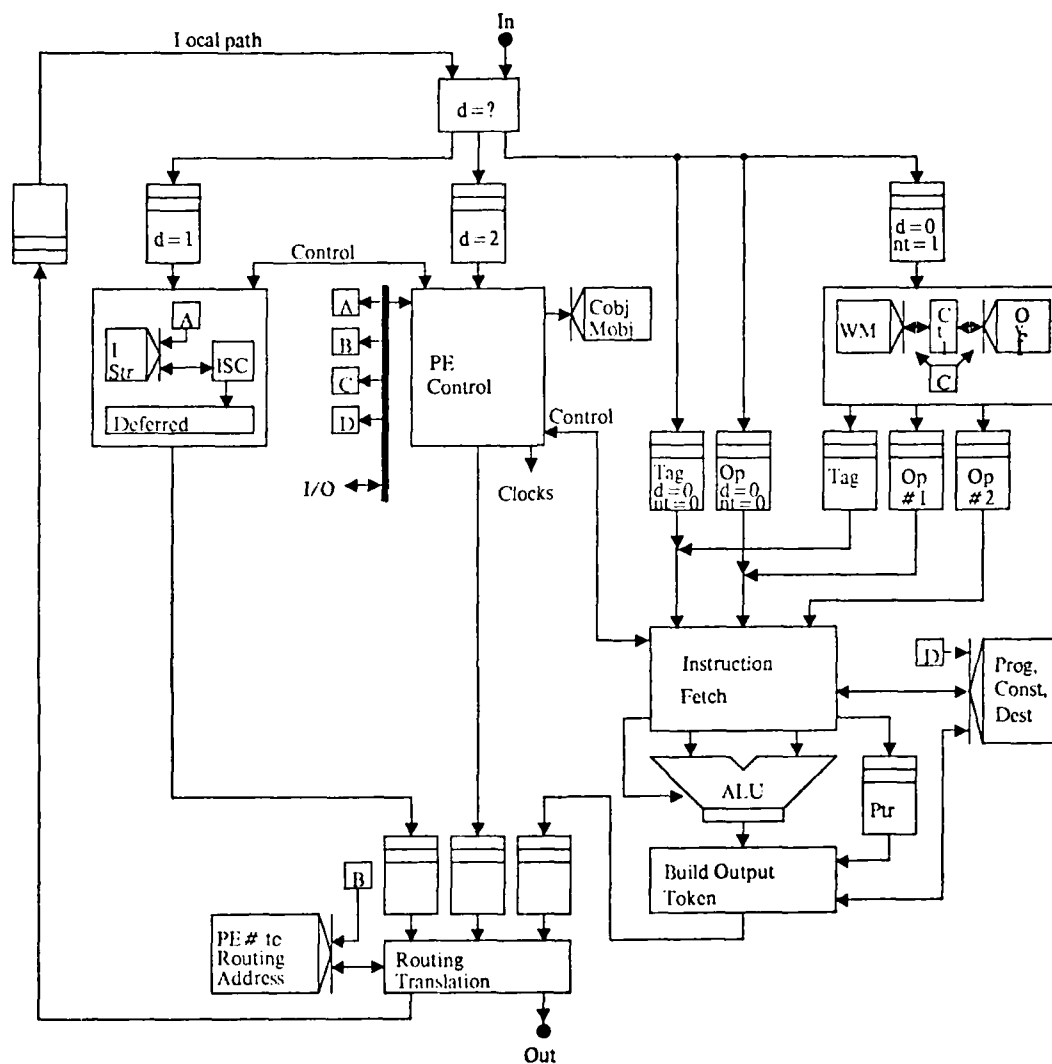 In
Local path
d = ?
d = 1
d = 2
d = 0
nt = 1
Control
A
I
Str
ISC
Deferred
A
B
C
D
I/O
PE
Control
Cobj
Mobj
Control
Clocks
WM
C
t
l
C
Tag
d = 0
nt = 0
Op
d = 0
nt = 0
Tag
Op
# 1
Op
# 2
Instruction
Fetch
D
Prog,
Const,
Dest
ALU
Ptr
Build Output
Token
B
PE # to
Routing
Address
Routing
Translation
Out